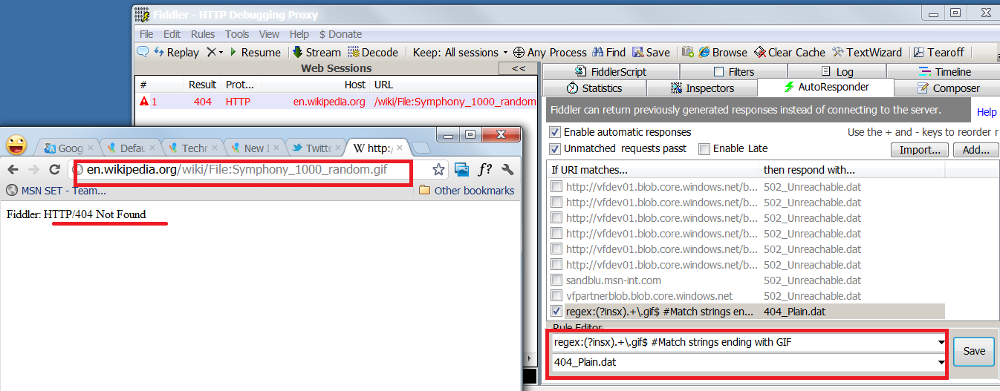 Fiddler - HTTP Debugging Proxy
File Edit Rules Tools View Help $ Donate
Replay Resume Stream Decode Keep: All sessions Any Process Find Save Browse Clear Cache TextWizard Tearoff
Web Sessions <<
# Result Prot... Host URL
1 404 HTTP en.wikipedia.org /wiki/File:Symphony_1000_random
FiddlerScript Filters Log Timeline
Statistics Inspectors AutoResponder Composer
Fiddler can return previously generated responses instead of connecting to the server. Help
Enable automatic responses Use the + and - keys to reorder r
Unmatched requests passt Enable Late Import... Add...
If URI matches... then respond with...
http://vfdev01.blob.core.windows.net/b... 502_Unreachable.dat
http://vfdev01.blob.core.windows.net/b... 502_Unreachable.dat
http://vfdev01.blob.core.windows.net/b... 502_Unreachable.dat
http://vfdev01.blob.core.windows.net/b... 502_Unreachable.dat
http://vfdev01.blob.core.windows.net/b... 502_Unreachable.dat
http://vfdev01.blob.core.windows.net/b... 502_Unreachable.dat
sandblu.msn-int.com 502_Unreachable.dat
vfpartnerblob.blob.core.windows.net 502_Unreachable.dat
regex:(?insx).+\.gif$ #Match strings en... 404_Plain.dat
Rule Editor
regex:(?insx).+\.gif$ #Match strings ending with GIF
404_Plain.dat
Save
Goog Defau Techr New I Twitte W http:/
en.wikipedia.org/wiki/File:Symphony_1000_random.gif f?
MSN SET - Team... Other bookmarks
Fiddler: HTTP/404 Not Found